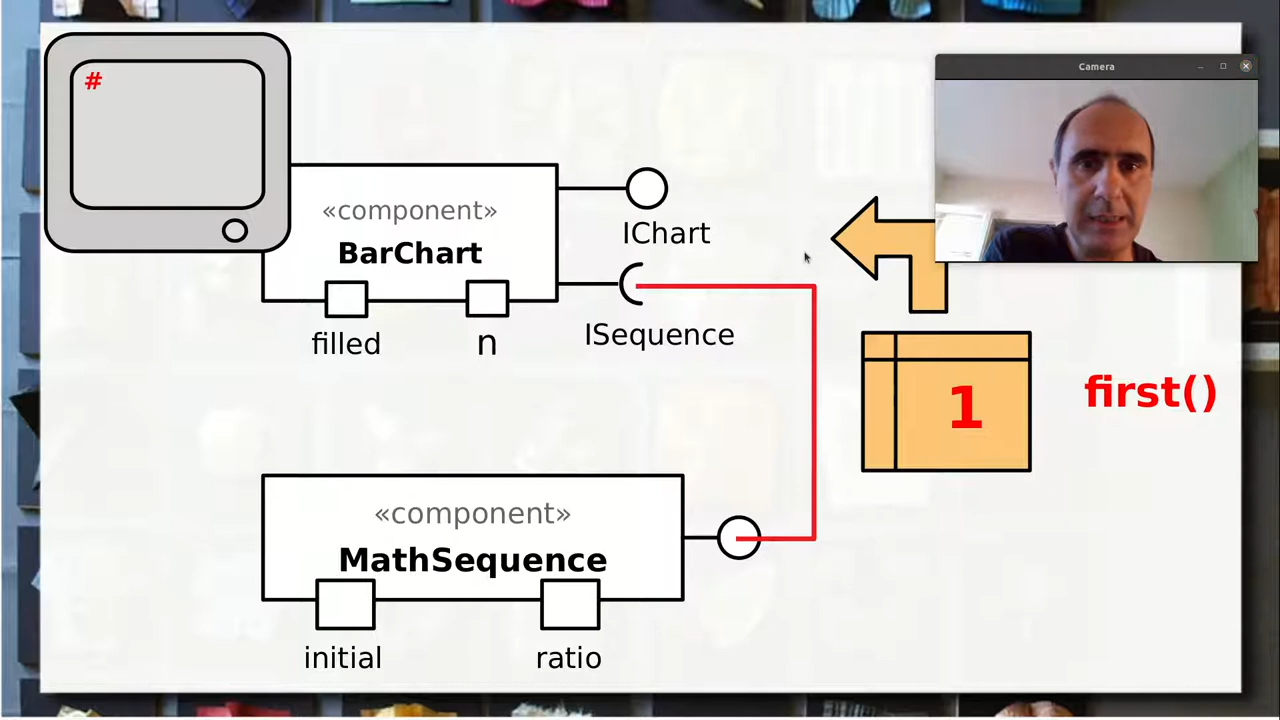 Camera
#
«component»
BarChart
IChart
ISequence
filled
n
1
first()
«component»
MathSequence
initial
ratio